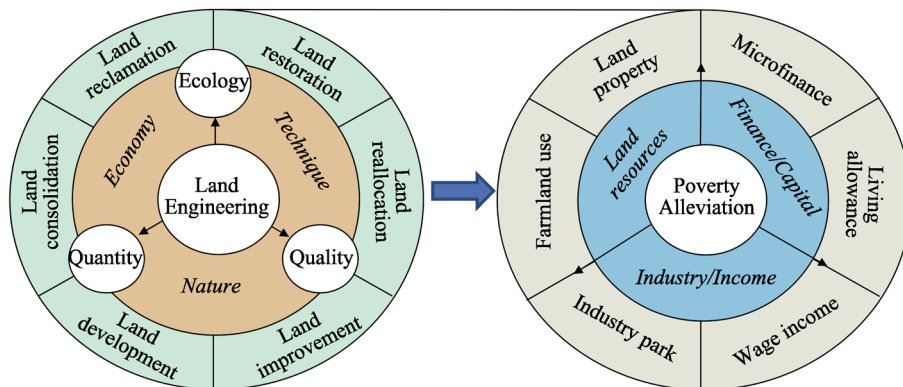 Land
reclamation
Land
restoration
Ecology
Economy
Technique
Land
consolidation
Land
reallocation
Land
Engineering
Quantity
Quality
Nature
Land
development
Land
improvement
Land
property
Microfinance
Land
resources
Finance/Capital
Farmland use
Living
allowance
Poverty
Alleviation
Industry/Income
Industry park
Wage income